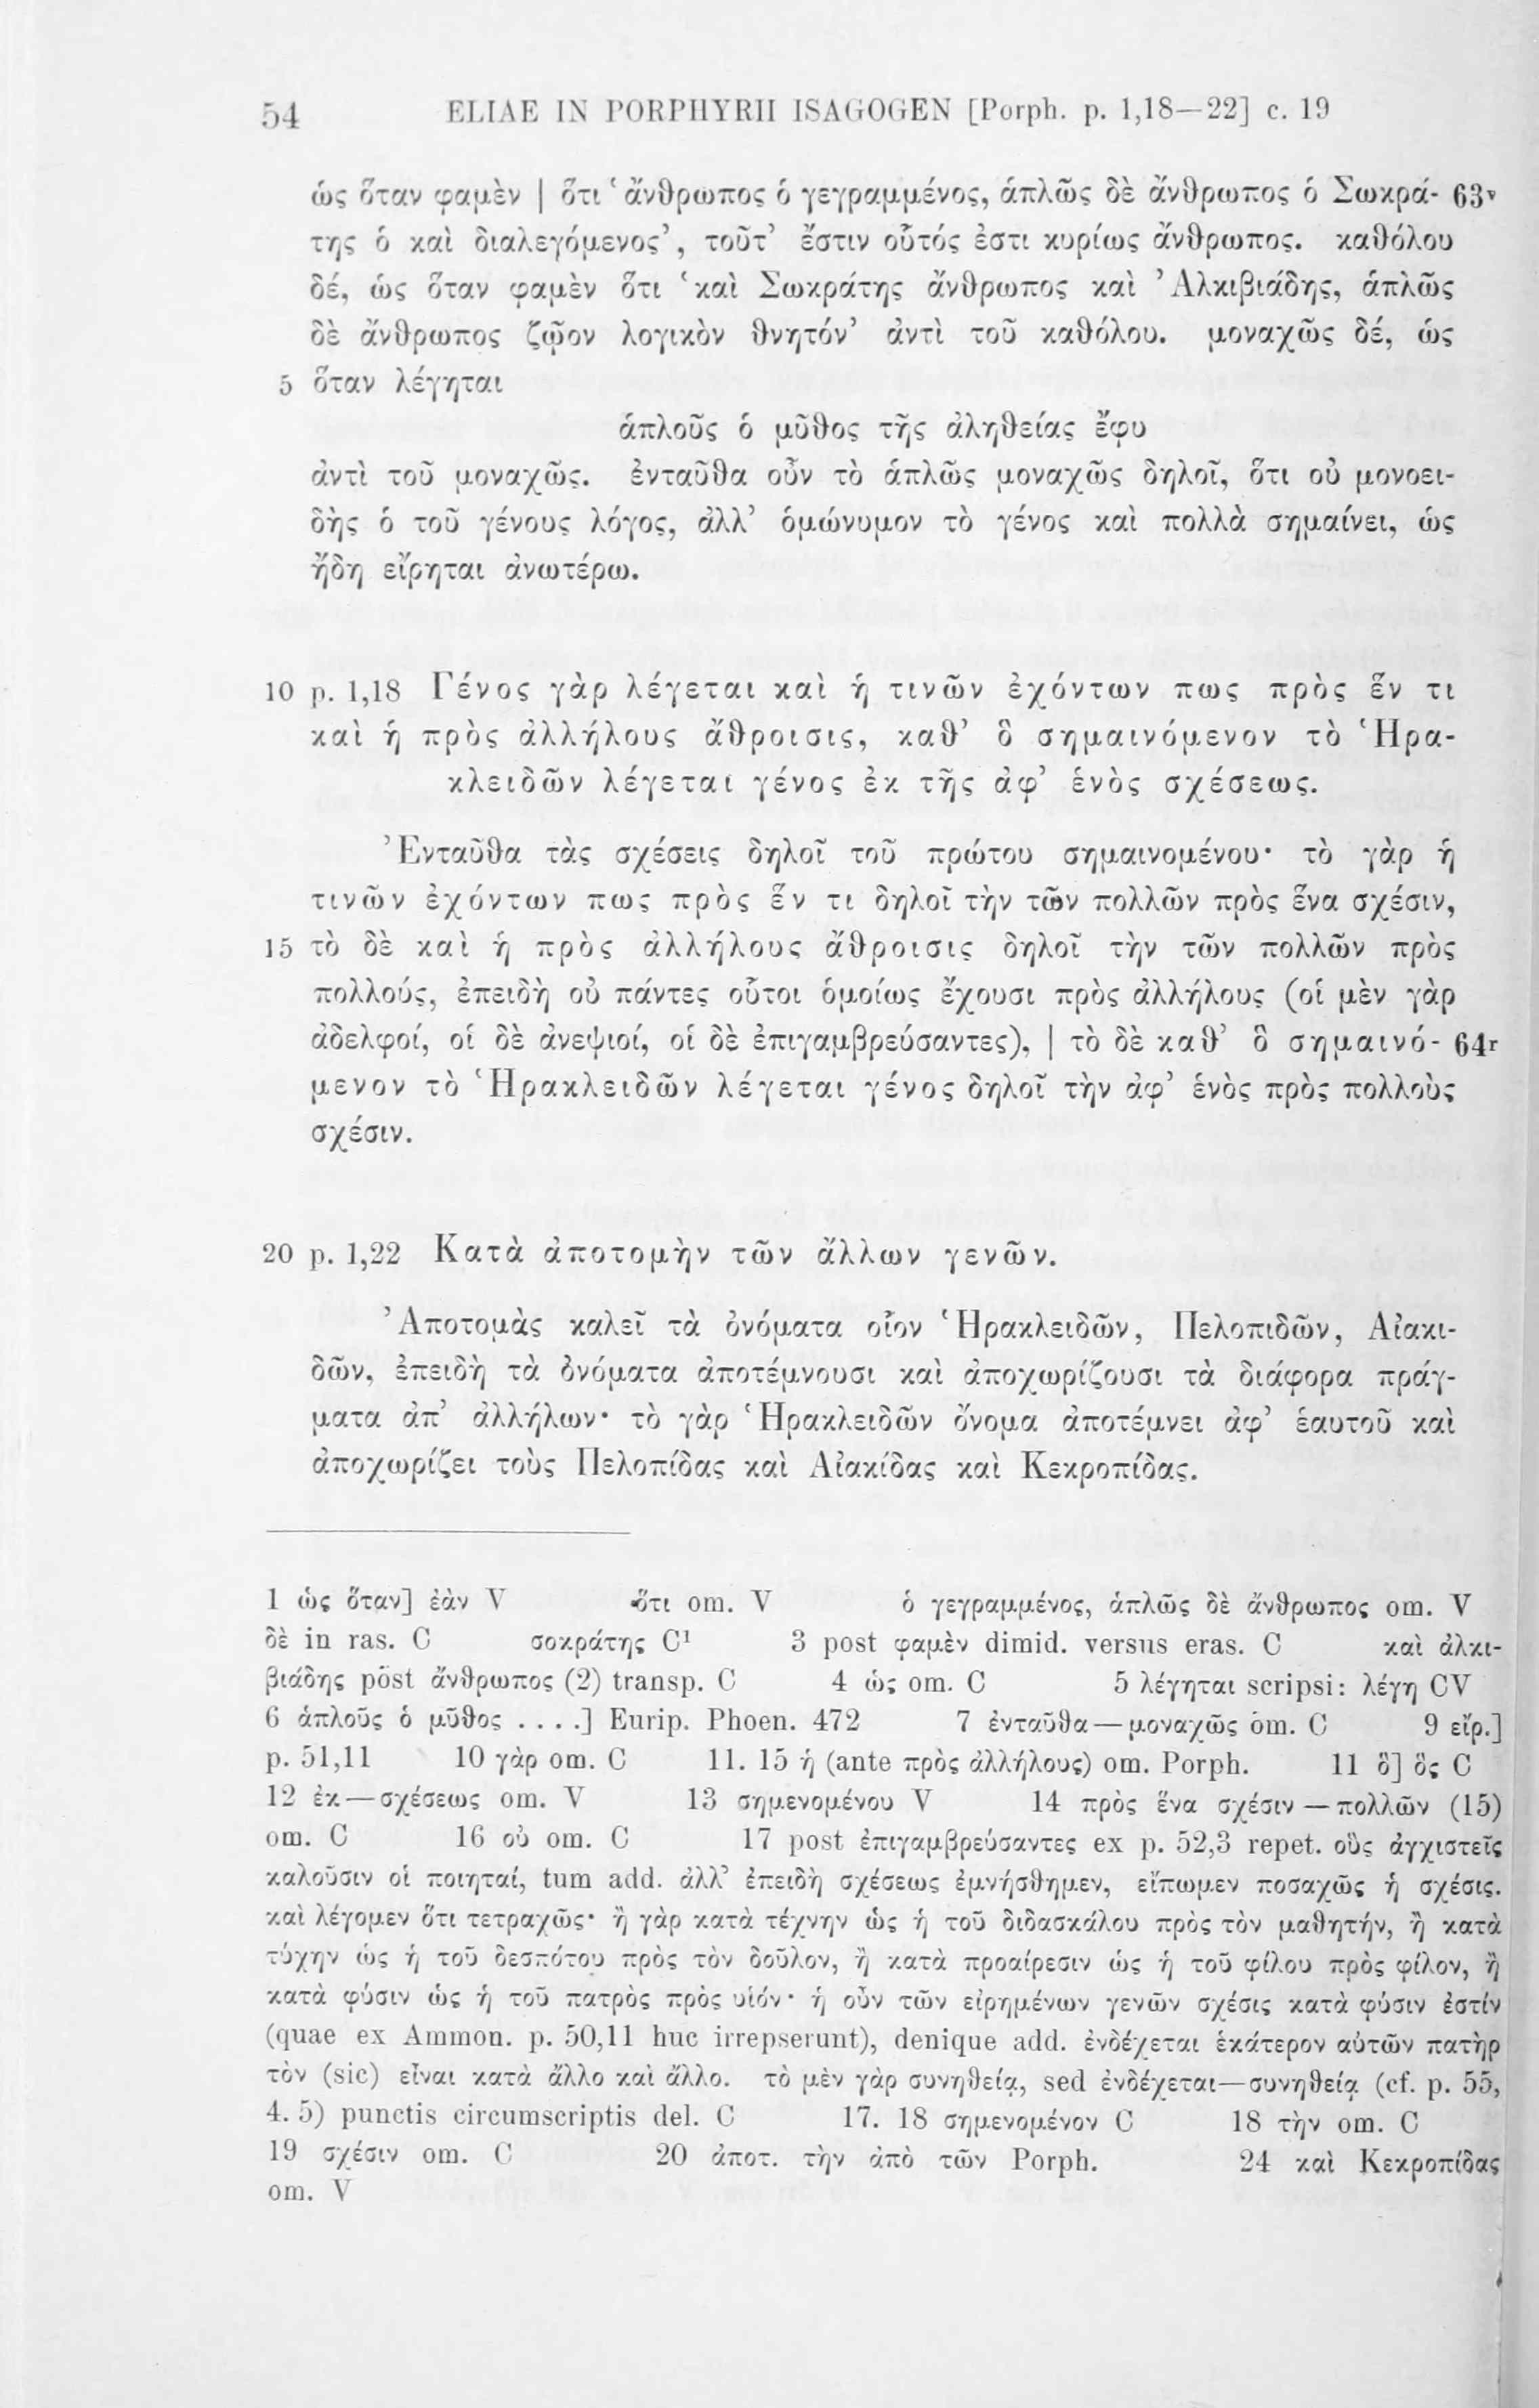 54 ELIAE IN PORPHYRII ISAGOGEN [Porph. p. 1,18—22] c. 19
ὡς ὅταν φαμὲν | ὅτι ‘ἄνθρωπος ὁ γεγραμμένος, ἁπλῶς δὲ ἄνθρωπος ὁ Σωκρά- 63v
της ὁ καὶ διαλεγόμενος’, τοῦτ’ ἔστιν οὗτός ἐστι κυρίως ἄνθρωπος. καθόλου
δέ, ὡς ὅταν φαμὲν ὅτι ‘καὶ Σωκράτης ἄνθρωπος καὶ Ἀλκιβιάδης, ἁπλῶς
δὲ ἄνθρωπος ζῷον λογικὸν θνητόν’ ἀντὶ τοῦ καθόλου. μοναχῶς δέ, ὡς
5 ὅταν λέγηται
ἁπλοῦς ὁ μῦθος τῆς ἀληθείας ἔφυ
ἀντὶ τοῦ μοναχῶς. ἐνταῦθα οὖν τὸ ἁπλῶς μοναχῶς δηλοῖ, ὅτι οὐ μονοει-
δὴς ὁ τοῦ γένους λόγος, ἀλλ’ ὁμώνυμον τὸ γένος καὶ πολλὰ σημαίνει, ὡς
ἤδη εἴρηται ἀνωτέρω.
10 p. 1,18 Γένος γὰρ λέγεται καὶ ἡ τινῶν ἐχόντων πως πρὸς ἕν τι
καὶ ἡ πρὸς ἀλλήλους ἄθροισις, καθ’ ὃ σημαινόμενον τὸ Ἡρα-
κλειδῶν λέγεται γένος ἐκ τῆς ἀφ’ ἑνὸς σχέσεως.
Ἐνταῦθα τὰς σχέσεις δηλοῖ τοῦ πρώτου σημαινομένου· τὸ γὰρ ἡ
τινῶν ἐχόντων πως πρὸς ἕν τι δηλοῖ τὴν τῶν πολλῶν πρὸς ἕνα σχέσιν,
15 τὸ δὲ καὶ ἡ πρὸς ἀλλήλους ἄθροισις δηλοῖ τὴν τῶν πολλῶν πρὸς
πολλούς, ἐπειδὴ οὐ πάντες οὗτοι ὁμοίως ἔχουσι πρὸς ἀλλήλους (οἱ μὲν γὰρ
ἀδελφοί, οἱ δὲ ἀνεψιοί, οἱ δὲ ἐπιγαμβρεύσαντες), | τὸ δὲ καθ’ ὃ σημαινό- 64r
μενον τὸ Ἡρακλειδῶν λέγεται γένος δηλοῖ τὴν ἀφ’ ἑνὸς πρὸς πολλοὺς
σχέσιν.
20 p. 1,22 Κατὰ ἀποτομὴν τῶν ἄλλων γενῶν.
Ἀποτομὰς καλεῖ τὰ ὀνόματα οἷον Ἡρακλειδῶν, Πελοπιδῶν, Αἰακι-
δῶν, ἐπειδὴ τὰ ὀνόματα ἀποτέμνουσι καὶ ἀποχωρίζουσι τὰ διάφορα πράγ-
ματα ἀπ’ ἀλλήλων· τὸ γὰρ Ἡρακλειδῶν ὄνομα ἀποτέμνει ἀφ’ ἑαυτοῦ καὶ
ἀποχωρίζει τοὺς Πελοπίδας καὶ Αἰακίδας καὶ Κεκροπίδας.
1 ὡς ὅταν] ἐὰν V ὅτι om. V ὁ γεγραμμένος, ἁπλῶς δὲ ἄνθρωπος om. V
δὲ in ras. C σοκράτης C¹ 3 post φαμὲν dimid. versus eras. C καὶ ἀλκι-
βιάδης post ἄνθρωπος (2) transp. C 4 ὡς om. C 5 λέγηται scripsi: λέγη CV
6 ἁπλοῦς ὁ μῦθος ....] Eurip. Phoen. 472 7 ἐνταῦθα—μοναχῶς om. C 9 εἴρ.]
p. 51,11 10 γὰρ om. C 11. 15 ἡ (ante πρὸς ἀλλήλους) om. Porph. 11 ὃ] ὃς C
12 ἐκ—σχέσεως om. V 13 σημενομένου V 14 πρὸς ἕνα σχέσιν—πολλῶν (15)
om. C 16 οὐ om. C 17 post ἐπιγαμβρεύσαντες ex p. 52,3 repet. οὓς ἀγχιστεῖς
καλοῦσιν οἱ ποιηταί, tum add. ἀλλ’ ἐπειδὴ σχέσεως ἐμνήσθημεν, εἴπωμεν ποσαχῶς ἡ σχέσις.
καὶ λέγομεν ὅτι τετραχῶς· ἢ γὰρ κατὰ τέχνην ὡς ἡ τοῦ διδασκάλου πρὸς τὸν μαθητήν, ἢ κατὰ
τύχην ὡς ἡ τοῦ δεσπότου πρὸς τὸν δοῦλον, ἢ κατὰ προαίρεσιν ὡς ἡ τοῦ φίλου πρὸς φίλον, ἢ
κατὰ φύσιν ὡς ἡ τοῦ πατρὸς πρὸς υἱόν· ἡ οὖν τῶν εἰρημένων γενῶν σχέσις κατὰ φύσιν ἐστίν
(quae ex Ammon. p. 50,11 huc irrepserunt), denique add. ἐνδέχεται ἑκάτερον αὐτῶν πατὴρ
τὸν (sic) εἶναι κατὰ ἄλλο καὶ ἄλλο. τὸ μὲν γὰρ συνηθείᾳ, sed ἐνδέχεται—συνηθείᾳ (cf. p. 55,
4. 5) punctis circumscriptis del. C 17. 18 σημενομένον C 18 τὴν om. C
19 σχέσιν om. C 20 ἀποτ. τὴν ἀπὸ τῶν Porph. 24 καὶ Κεκροπίδας
om. V